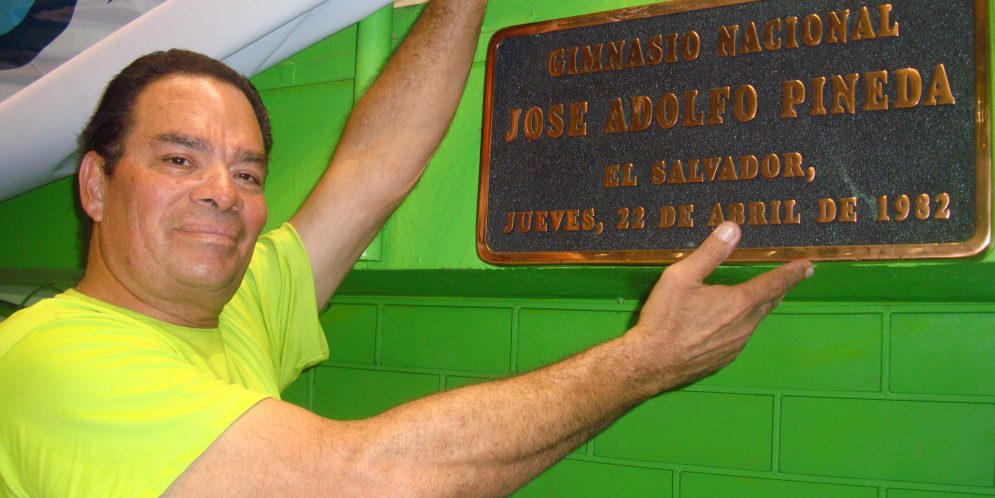 GIMNASIO NACIONAL
JOSE ADOLFO PINEDA
EL SALVADOR,
JUEVES, 22 DE ABRIL DE 1982